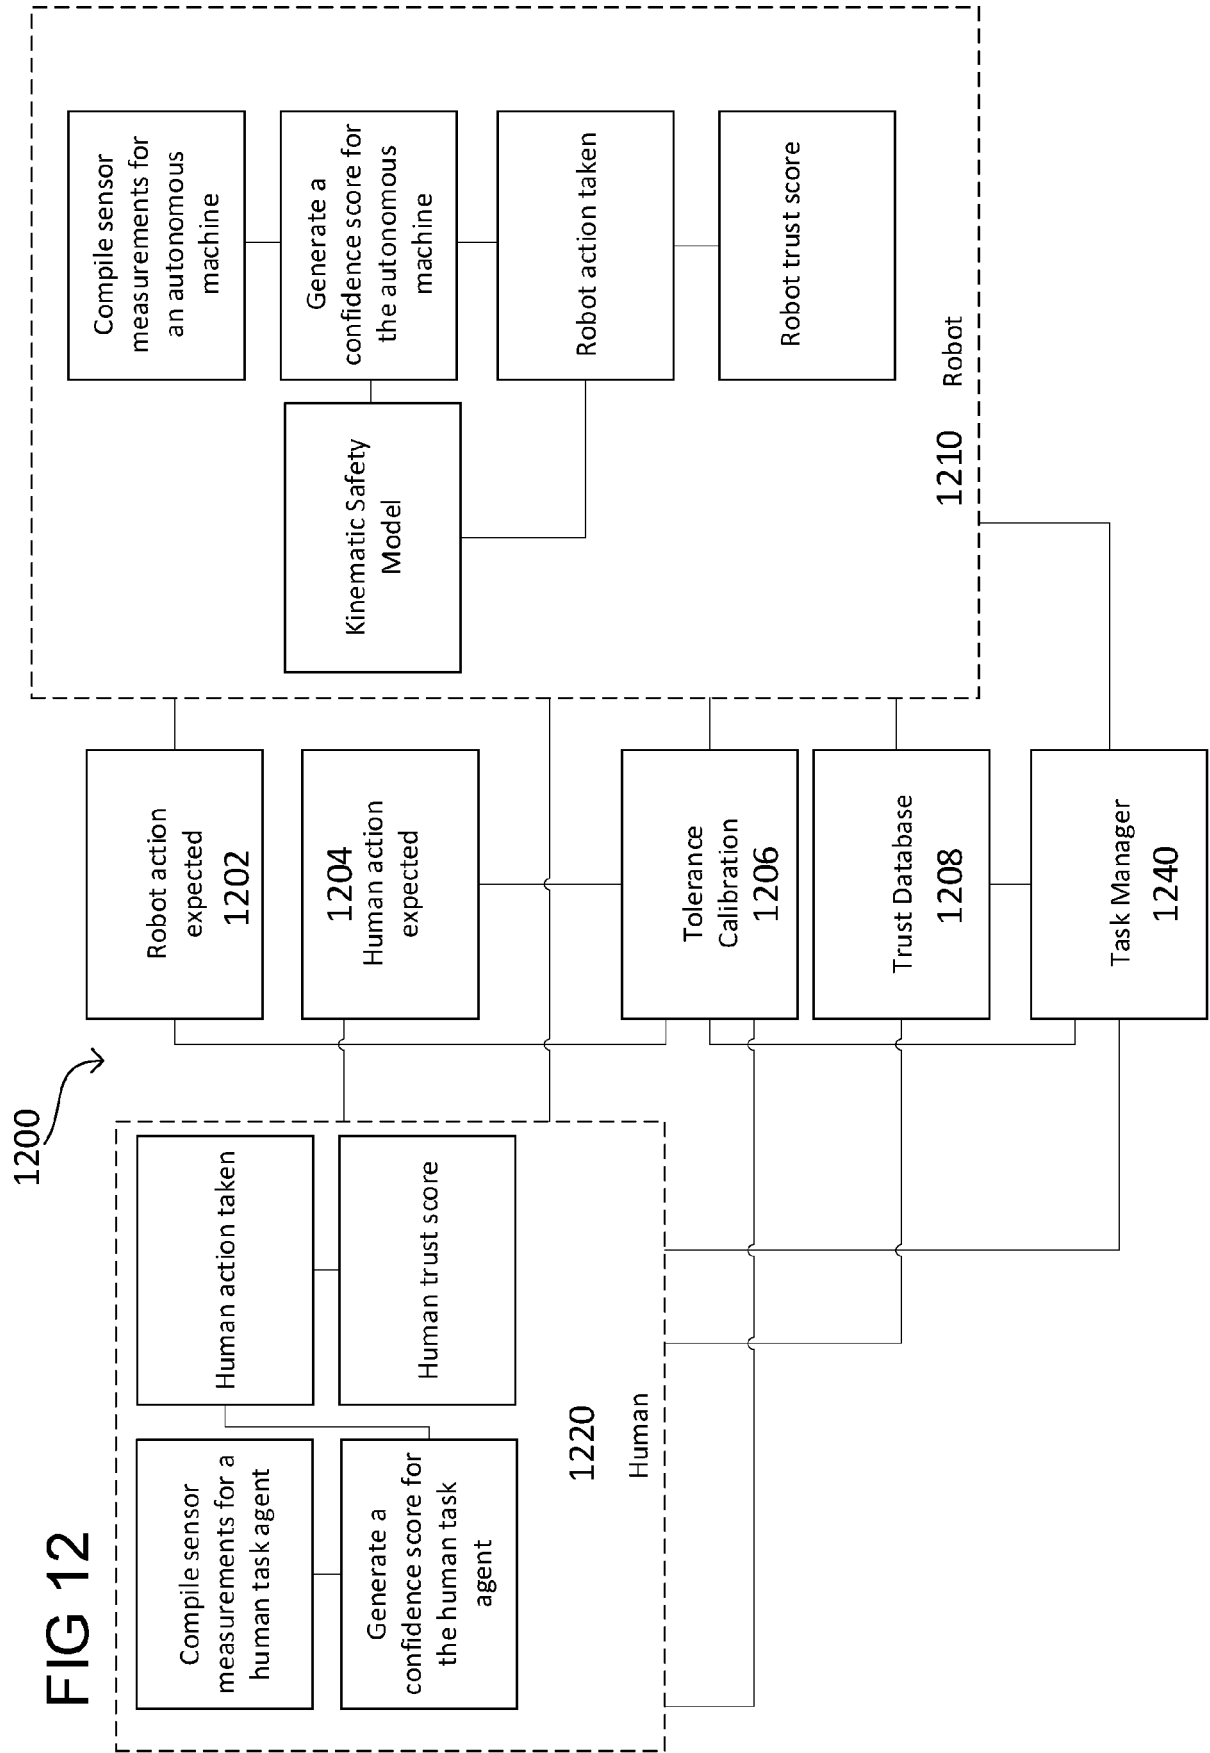 FIG 12
1200
Compile sensor
measurements for a
human task agent
Human action taken
Generate a
confidence score for
the human task
agent
Human trust score
1220
Human
Robot action
expected
1202
1204
Human action
expected
Tolerance
Calibration
1206
Trust Database
1208
Task Manager
1240
Compile sensor
measurements for
an autonomous
machine
Kinematic Safety
Model
Generate a
confidence score for
the autonomous
machine
Robot action taken
Robot trust score
1210
Robot